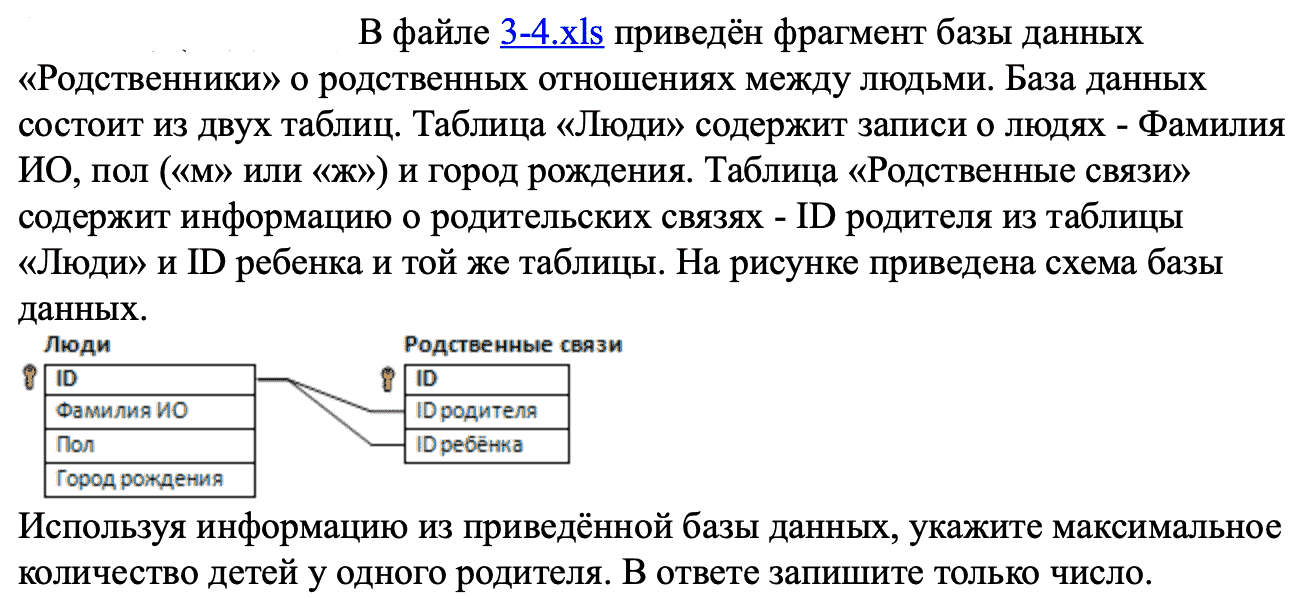 В файле 3-4.xls приведён фрагмент базы данных
«Родственники» о родственных отношениях между людьми. База данных
состоит из двух таблиц. Таблица «Люди» содержит записи о людях - Фамилия
ИО, пол («м» или «ж») и город рождения. Таблица «Родственные связи»
содержит информацию о родительских связях - ID родителя из таблицы
«Люди» и ID ребенка и той же таблицы. На рисунке приведена схема базы
данных.
Люди
ID
Фамилия ИО
Пол
Город рождения
Родственные связи
ID
ID родителя
ID ребёнка
Используя информацию из приведённой базы данных, укажите максимальное
количество детей у одного родителя. В ответе запишите только число.